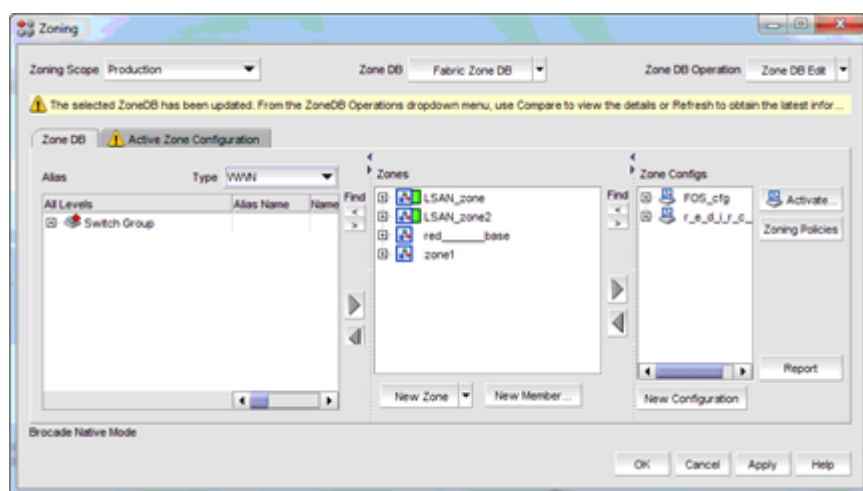 Zoning
Zoning Scope Production Zone DB Fabric Zone DB Zone DB Operation Zone DB Edit
The selected ZoneDB has been updated. From the ZoneDB Operations dropdown menu, use Compare to view the details or Refresh to obtain the latest infor ...
Zone DB Active Zone Configuration
Alias Type WWN
Zones
Zone Configs
All Levels Alias Name Name
Switch Group
Find
LSAN_zone
LSAN_zone2
red_______base
zone1
Find
FOS_cfg
r_e_d_i_r_c_
Activate...
Zoning Policies
Report
New Zone New Member... New Configuration
Brocade Native Mode
OK Cancel Apply Help